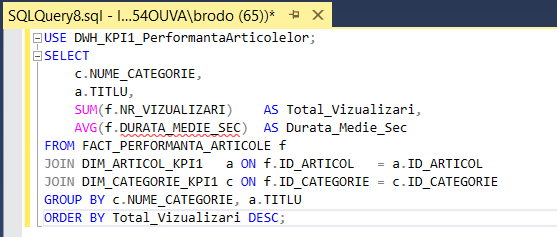 SQLQuery8.sql - I...54OUVA\brodo (65))*
USE DWH_KPI1_PerformantaArticolelor;
SELECT
    c.NUME_CATEGORIE,
    a.TITLU,
    SUM(f.NR_VIZUALIZARI)    AS Total_Vizualizari,
    AVG(f.DURATA_MEDIE_SEC)  AS Durata_Medie_Sec
FROM FACT_PERFORMANTA_ARTICOLE f
JOIN DIM_ARTICOL_KPI1   a ON f.ID_ARTICOL   = a.ID_ARTICOL
JOIN DIM_CATEGORIE_KPI1 c ON f.ID_CATEGORIE = c.ID_CATEGORIE
GROUP BY c.NUME_CATEGORIE, a.TITLU
ORDER BY Total_Vizualizari DESC;